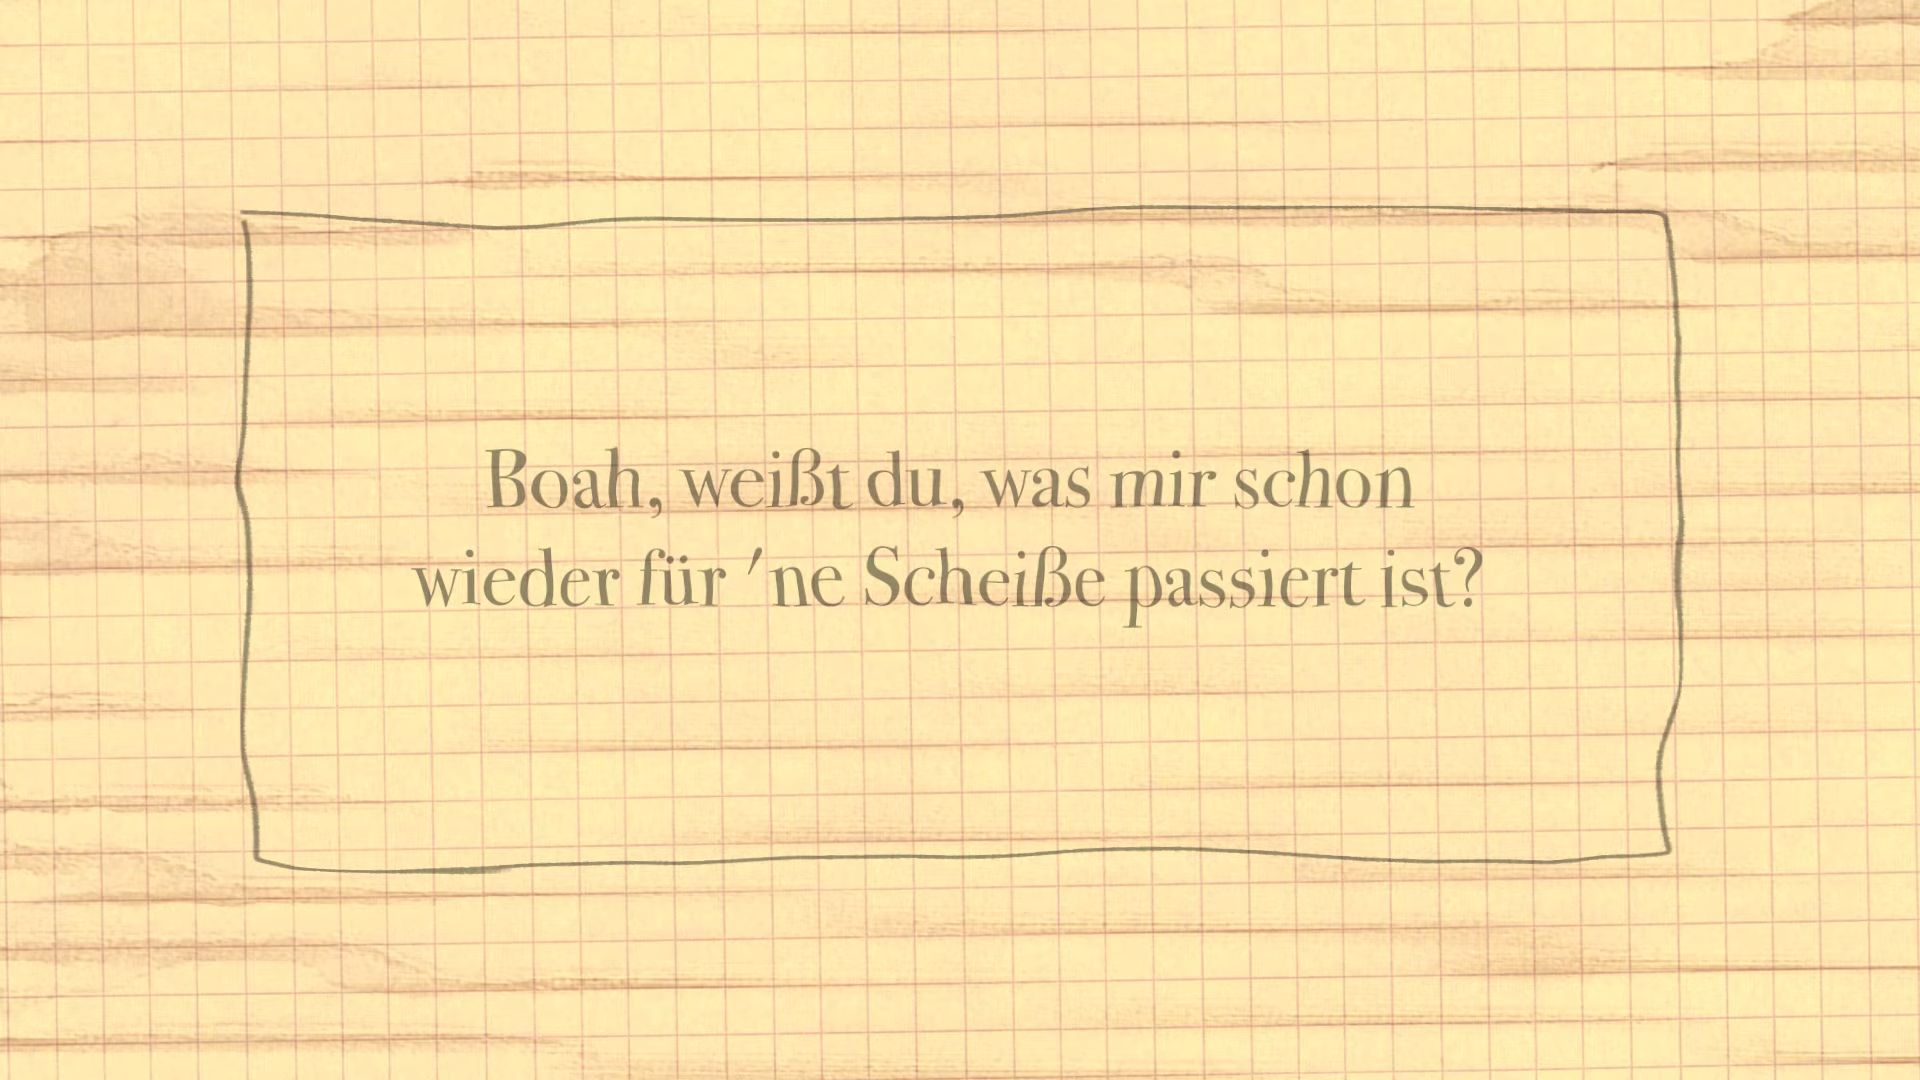 Boah, weißt du, was mir schon
wieder für 'ne Scheiße passiert ist?